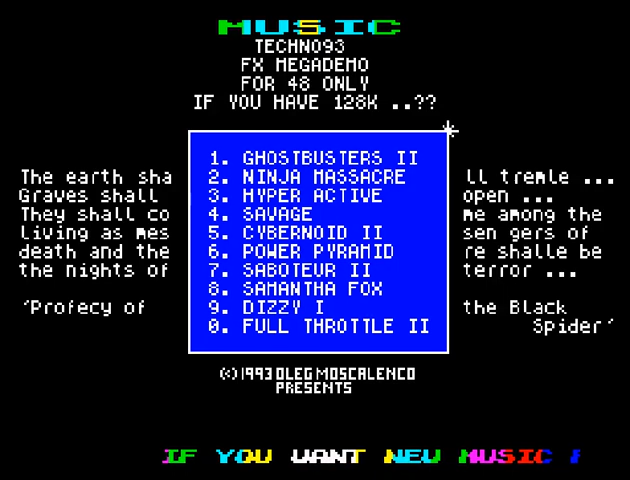 MUSIC
TECHNO93
FX MEGADEMO
FOR 48 ONLY
IF YOU HAVE 128K ..??
1. GHOSTBUSTERS II
The earth sha 2. NINJA MASSACRE ll tremle ...
Graves shall 3. HYPER ACTIVE open ...
They shall co 4. SAVAGE me among the
living as mes 5. CYBERNOID II sen gers of
death and the 6. POWER PYRAMID re shalle be
the nights of 7. SABOTEUR II terror ...
8. SAMANTHA FOX
'Profecy of 9. DIZZY I the Black
0. FULL THROTTLE II Spider'
(c)1993 OLEG MOSCALENCO
PRESENTS
IF YOU WANT NEW MUSIC